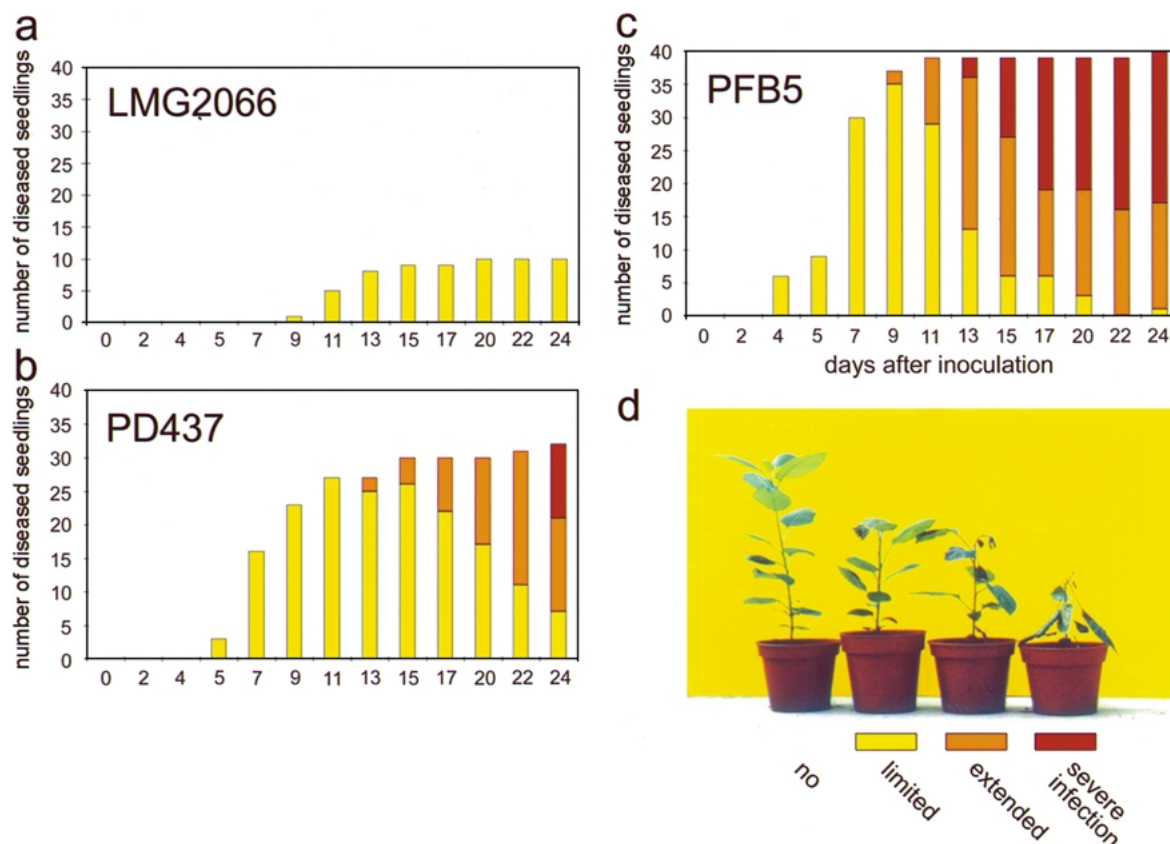 a
LMG2066
number of diseased seedlings
40
35
30
25
20
15
10
5
0
0 2 4 5 7 9 11 13 15 17 20 22 24
b
PD437
number of diseased seedlings
40
35
30
25
20
15
10
5
0
0 2 4 5 7 9 11 13 15 17 20 22 24
c
PFB5
number of diseased seedlings
40
35
30
25
20
15
10
5
0
0 2 4 5 7 9 11 13 15 17 20 22 24
days after inoculation
d
no
limited
extended
severe
infection